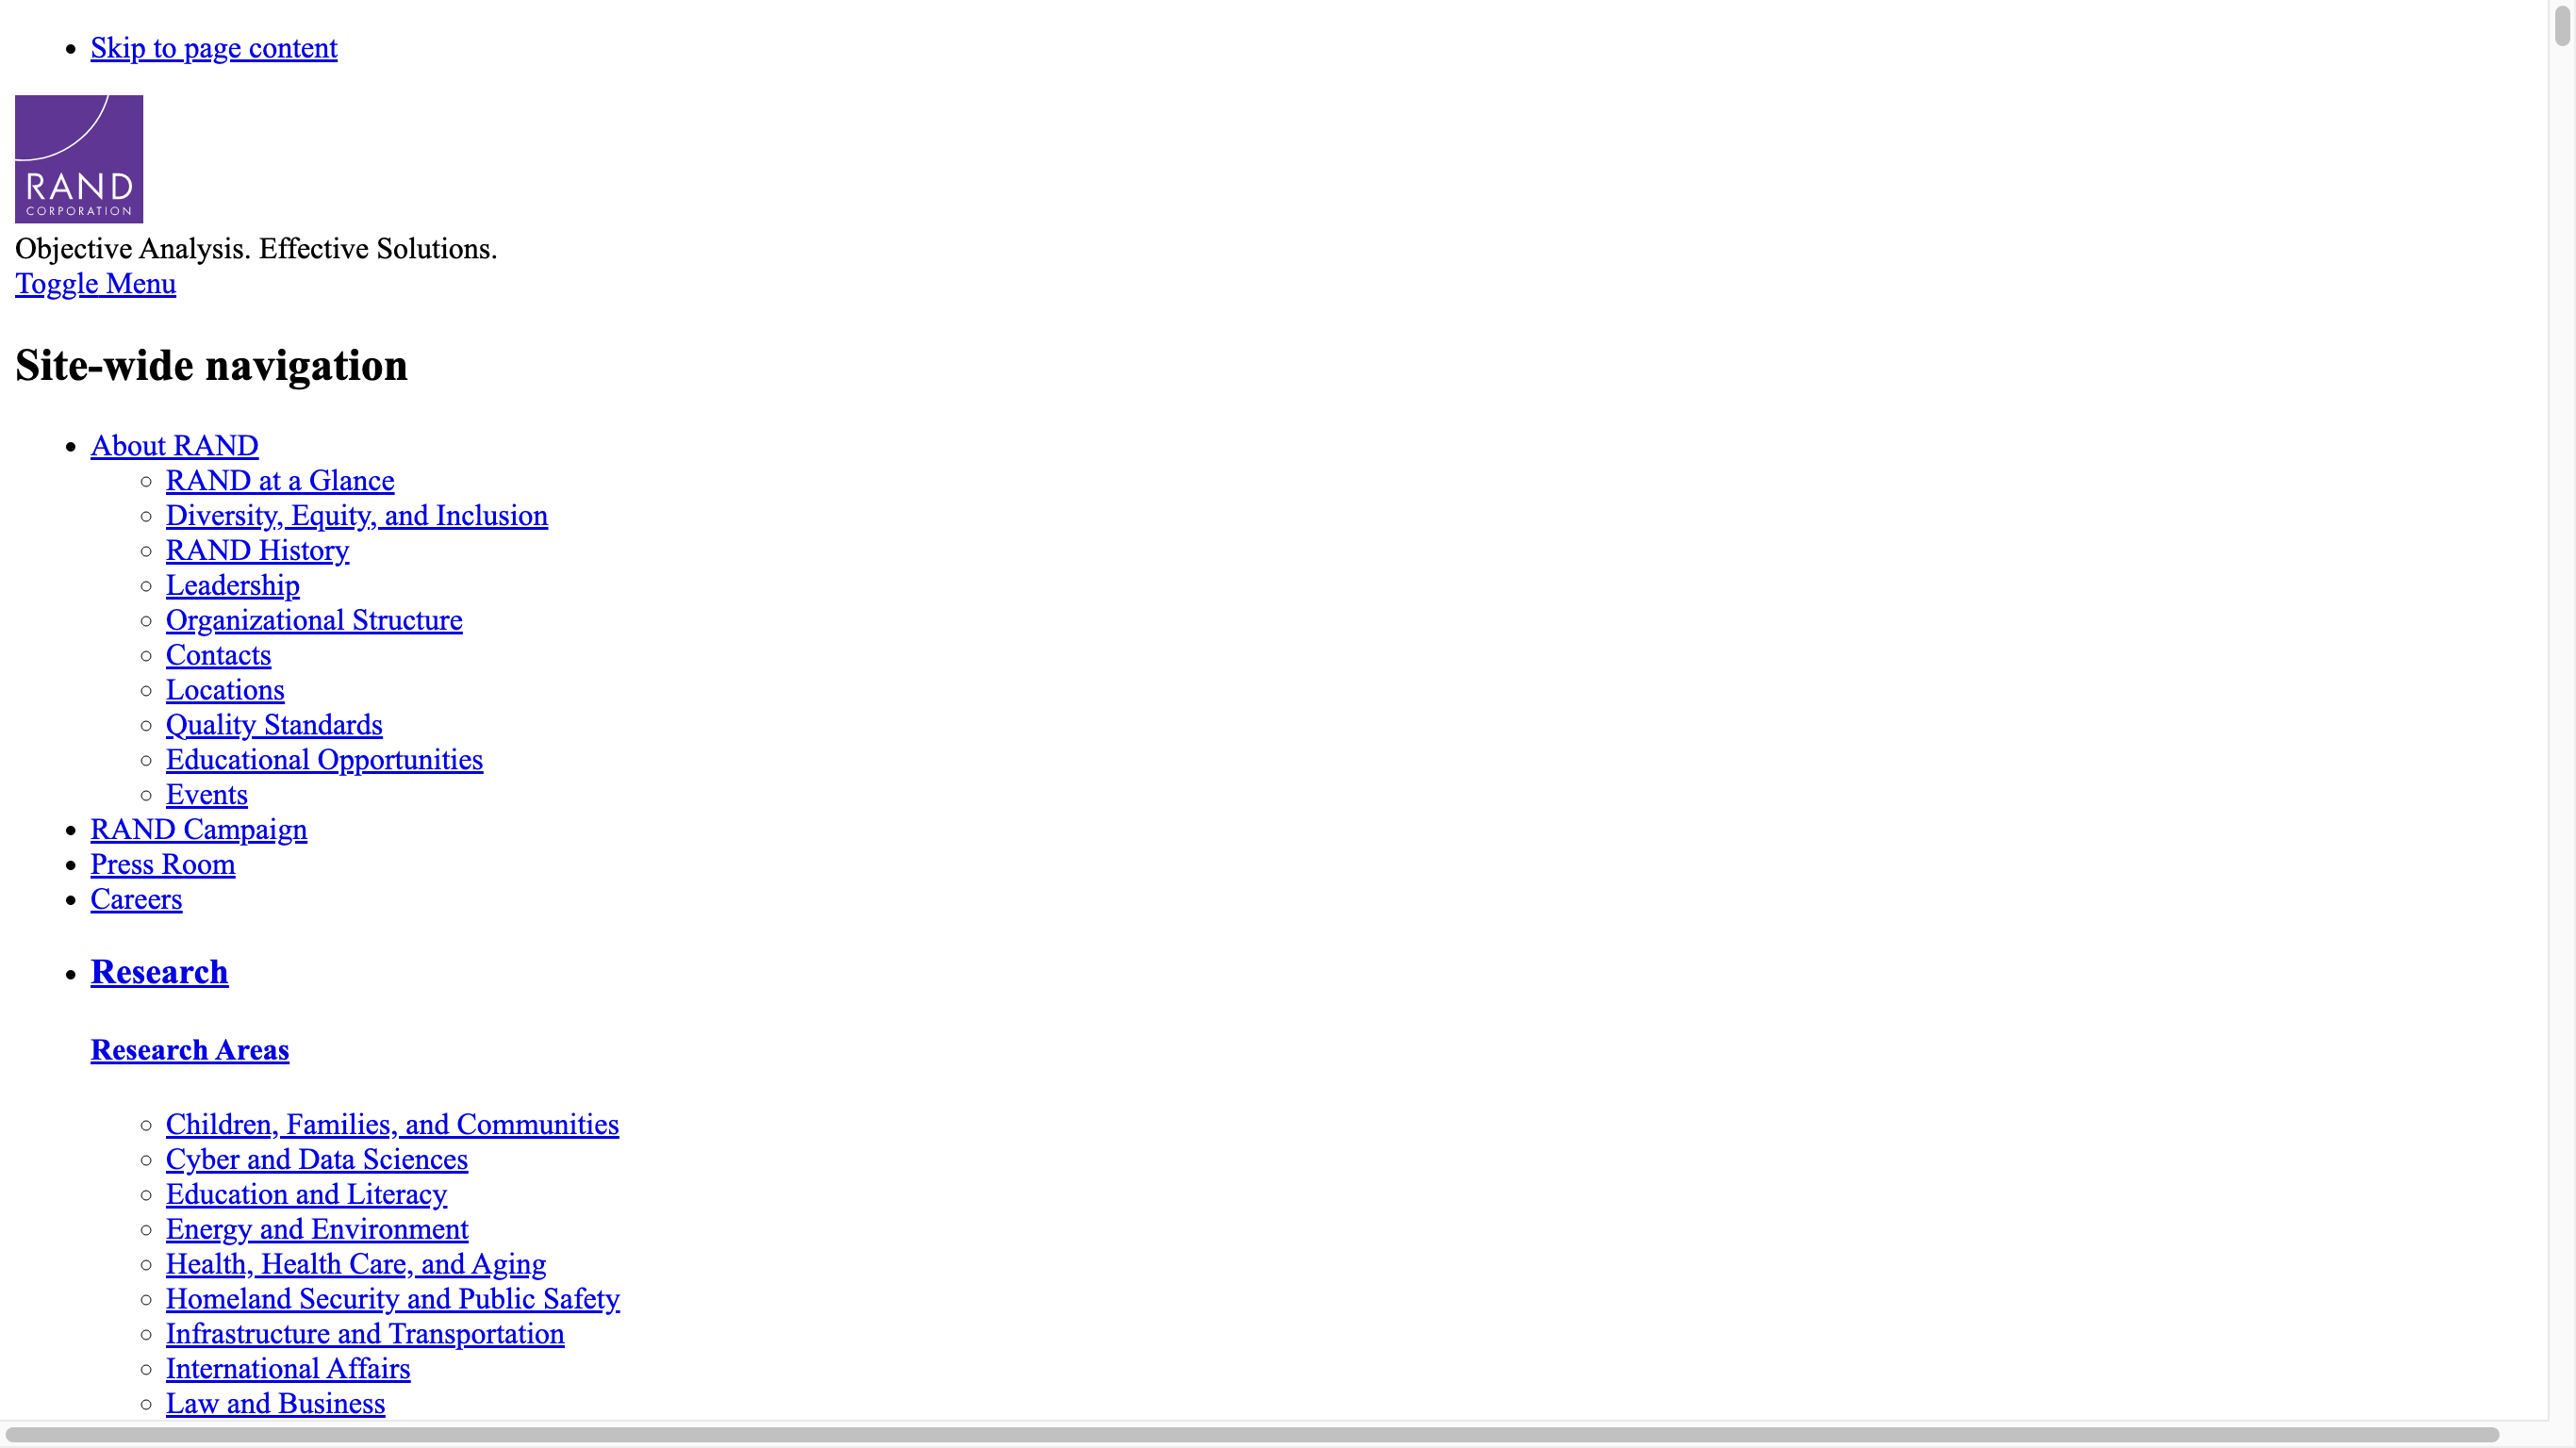 Skip to page content
RAND
CORPORATION
Objective Analysis. Effective Solutions.
Toggle Menu
Site-wide navigation
About RAND
RAND at a Glance
Diversity, Equity, and Inclusion
RAND History
Leadership
Organizational Structure
Contacts
Locations
Quality Standards
Educational Opportunities
Events
RAND Campaign
Press Room
Careers
Research
Research Areas
Children, Families, and Communities
Cyber and Data Sciences
Education and Literacy
Energy and Environment
Health, Health Care, and Aging
Homeland Security and Public Safety
Infrastructure and Transportation
International Affairs
Law and Business